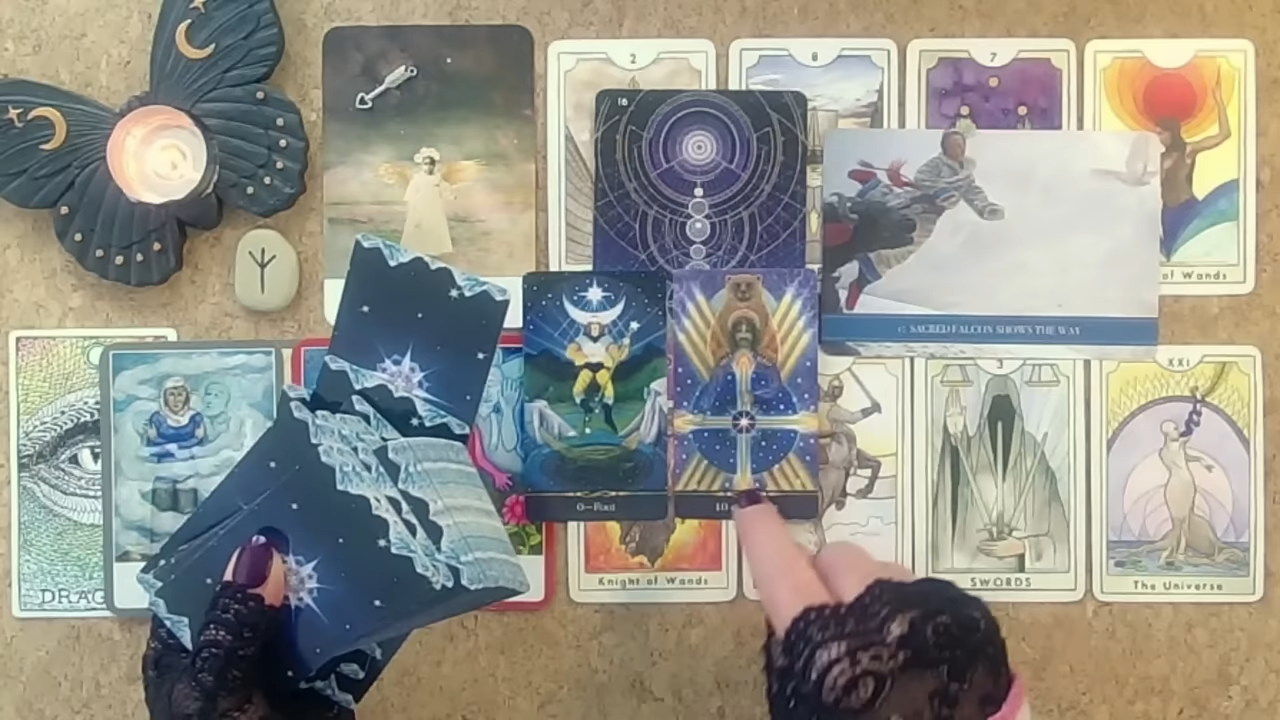 2
8
7
18
of Wands
SACRED FALCON SHOWS THE WAY
3
XXI
0—Fool
10
DRAG
Knight of Wands
SWORDS
The Universe